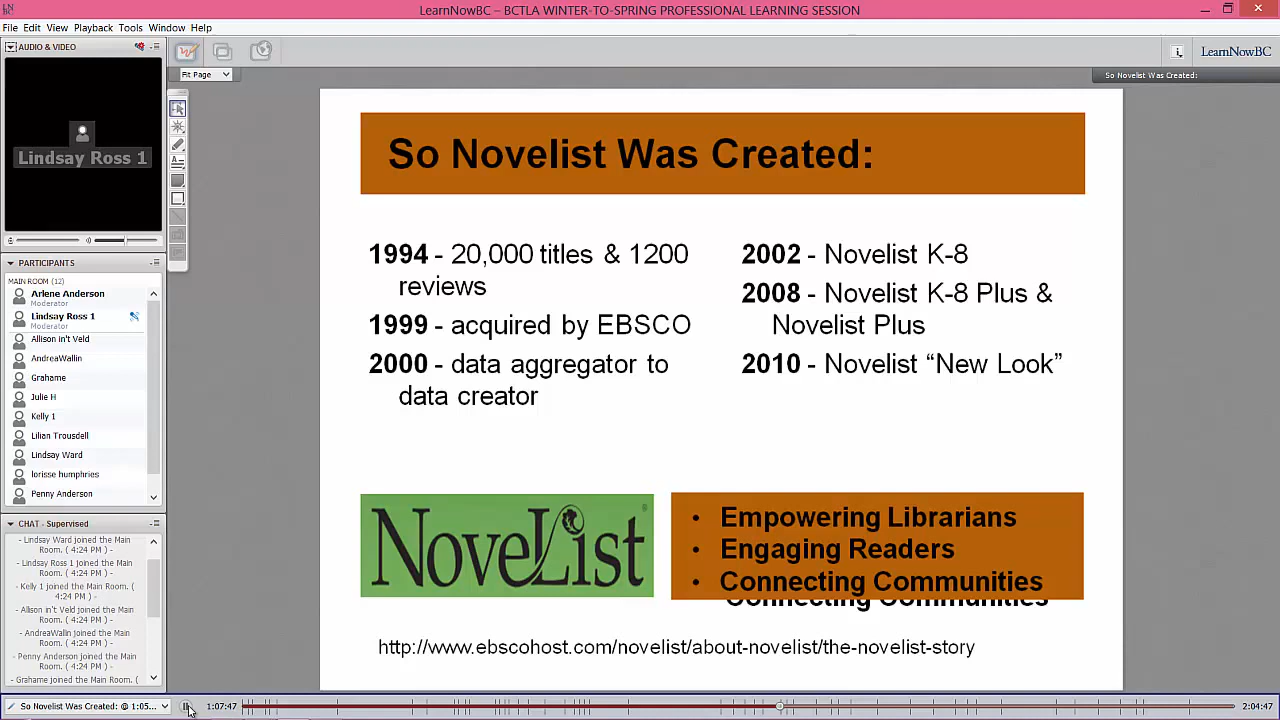 LearnNowBC – BCTLA WINTER-TO-SPRING PROFESSIONAL LEARNING SESSION
File Edit View Playback Tools Window Help
AUDIO & VIDEO
Lindsay Ross 1
PARTICIPANTS
MAIN ROOM (12)
Arlene Anderson
Moderator
Lindsay Ross 1
Moderator
Allison in't Veld
AndreaWallin
Grahame
Julie H
Kelly 1
Lilian Trousdell
Lindsay Ward
lorisse humphries
Penny Anderson
CHAT - Supervised
- Lindsay Ward joined the Main
Room. ( 4:24 PM ) -
- Lindsay Ross 1 joined the Main
Room. ( 4:24 PM ) -
- Kelly 1 joined the Main Room. (
4:24 PM ) -
- Alison in't Veld joined the Main
Room. ( 4:24 PM ) -
- AndreaWallin joined the Main
Room. ( 4:24 PM ) -
- Penny Anderson joined the Main
Room. ( 4:24 PM ) -
- Grahame joined the Main Room. (
Fit Page
LearnNowBC
So Novelist Was Created:
So Novelist Was Created:
1994 - 20,000 titles & 1200
reviews
1999 - acquired by EBSCO
2000 - data aggregator to
data creator
2002 - Novelist K-8
2008 - Novelist K-8 Plus &
Novelist Plus
2010 - Novelist “New Look”
NoveList
• Empowering Librarians
• Engaging Readers
• Connecting Communities
Connecting Communities
http://www.ebscohost.com/novelist/about-novelist/the-novelist-story
So Novelist Was Created: @ 1:05...
1:07:47
2:04:47